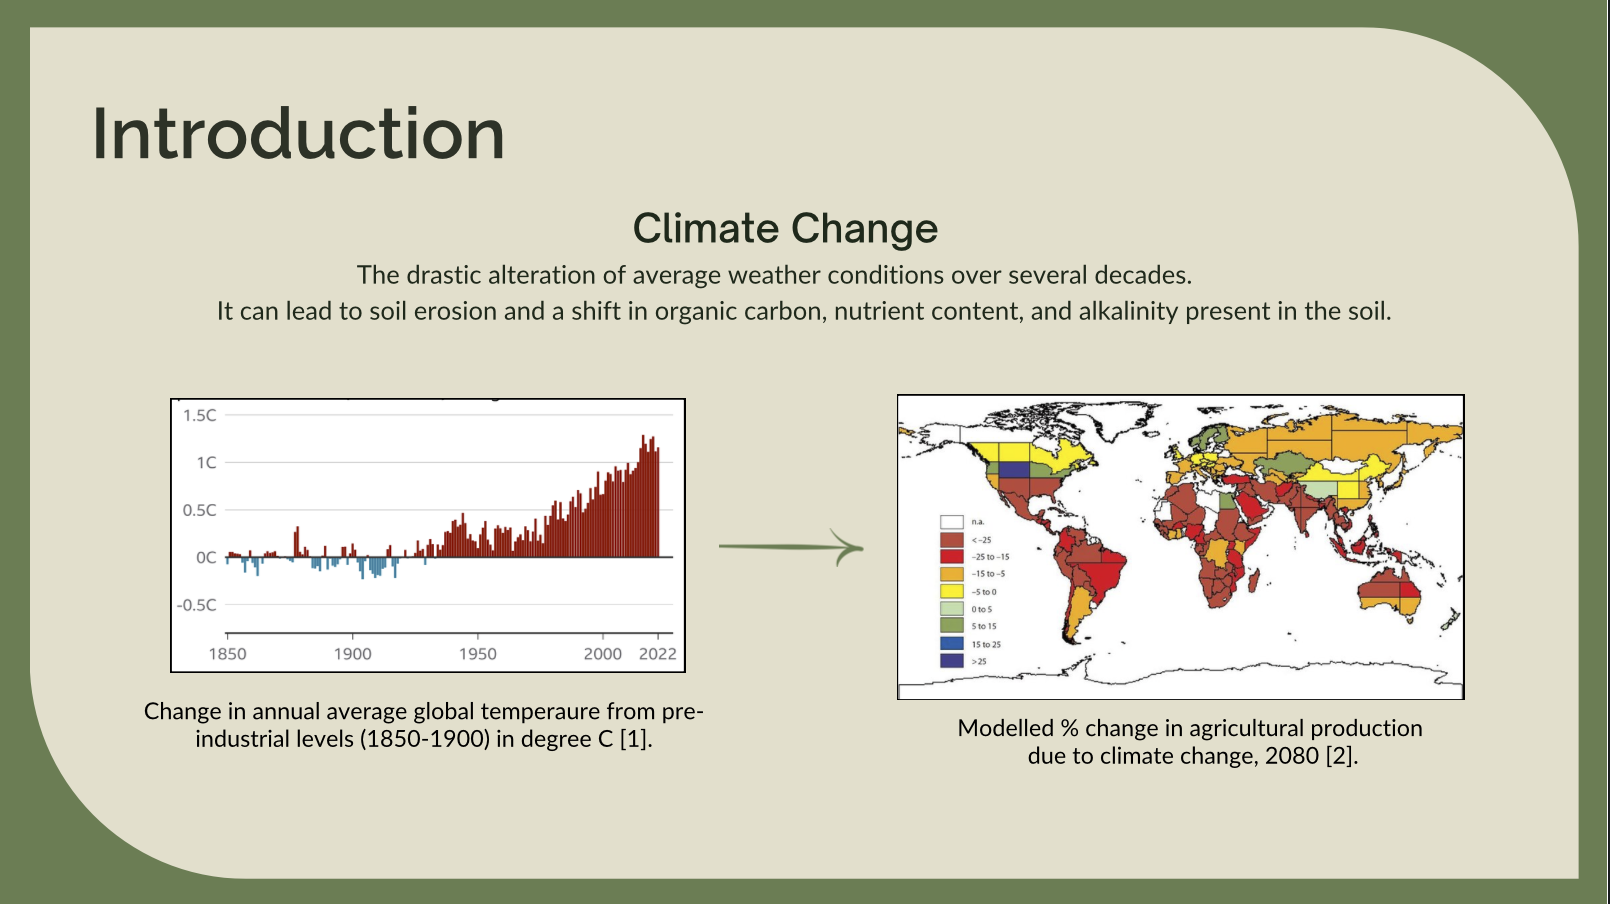 Introduction
Climate Change
The drastic alteration of average weather conditions over several decades.
It can lead to soil erosion and a shift in organic carbon, nutrient content, and alkalinity present in the soil.
1.5C
1C
0.5C
0C
-0.5C
1850 1900 1950 2000 2022
Change in annual average global temperaure from pre-
industrial levels (1850-1900) in degree C [1].
n.a.
<-25
-25 to -15
-15 to -5
-5 to 0
0 to 5
5 to 15
15 to 25
>25
Modelled % change in agricultural production
due to climate change, 2080 [2].